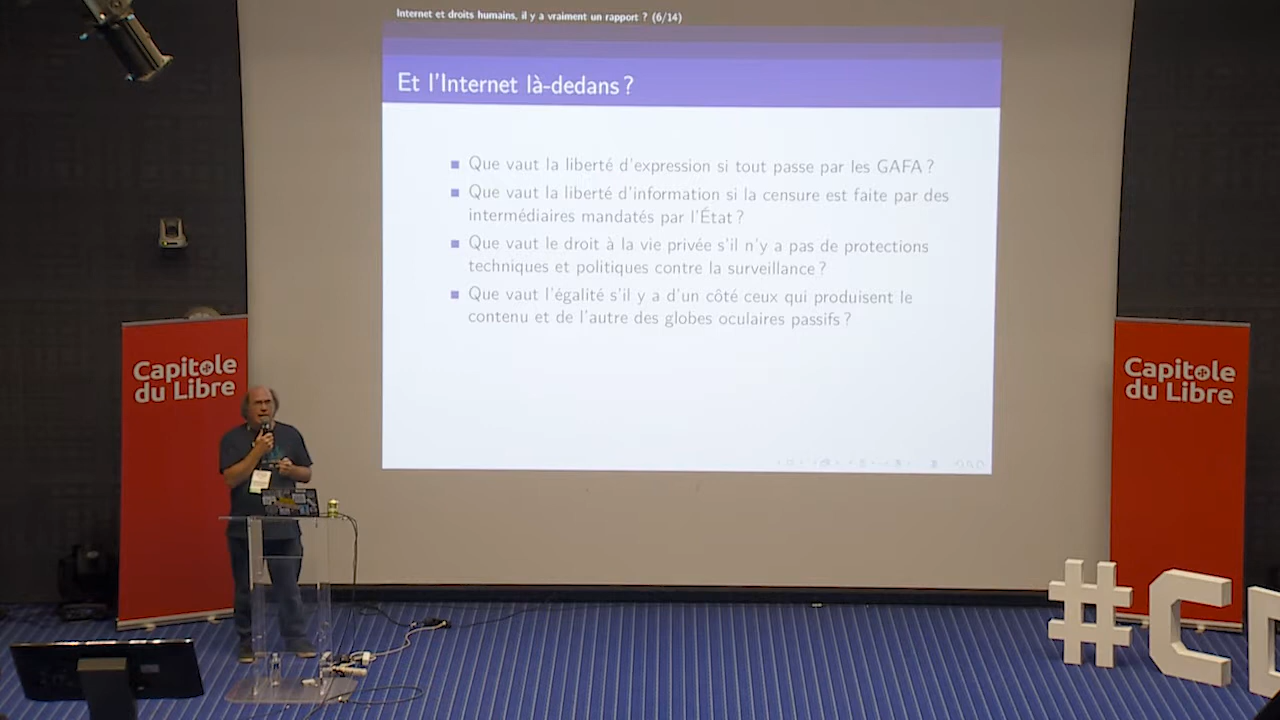 Internet et droits humains, il y a vraiment un rapport ? (6/14)
Et l'Internet là-dedans ?
Que vaut la liberté d'expression si tout passe par les GAFA ?
Que vaut la liberté d'information si la censure est faite par des
intermédiaires mandatés par l'État ?
Que vaut le droit à la vie privée s'il n'y a pas de protections
techniques et politiques contre la surveillance ?
Que vaut l'égalité s'il y a d'un côté ceux qui produisent le
contenu et de l'autre des globes oculaires passifs ?
Capitole
du Libre
Capitole
du Libre
#C